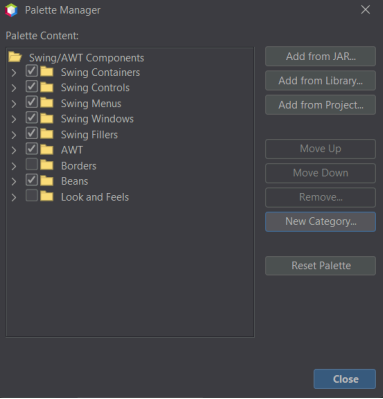 Palette Manager
Palette Content:
Swing/AWT Components
Swing Containers
Swing Controls
Swing Menus
Swing Windows
Swing Fillers
AWT
Borders
Beans
Look and Feels
Add from JAR...
Add from Library...
Add from Project...
Move Up
Move Down
Remove...
New Category...
Reset Palette
Close